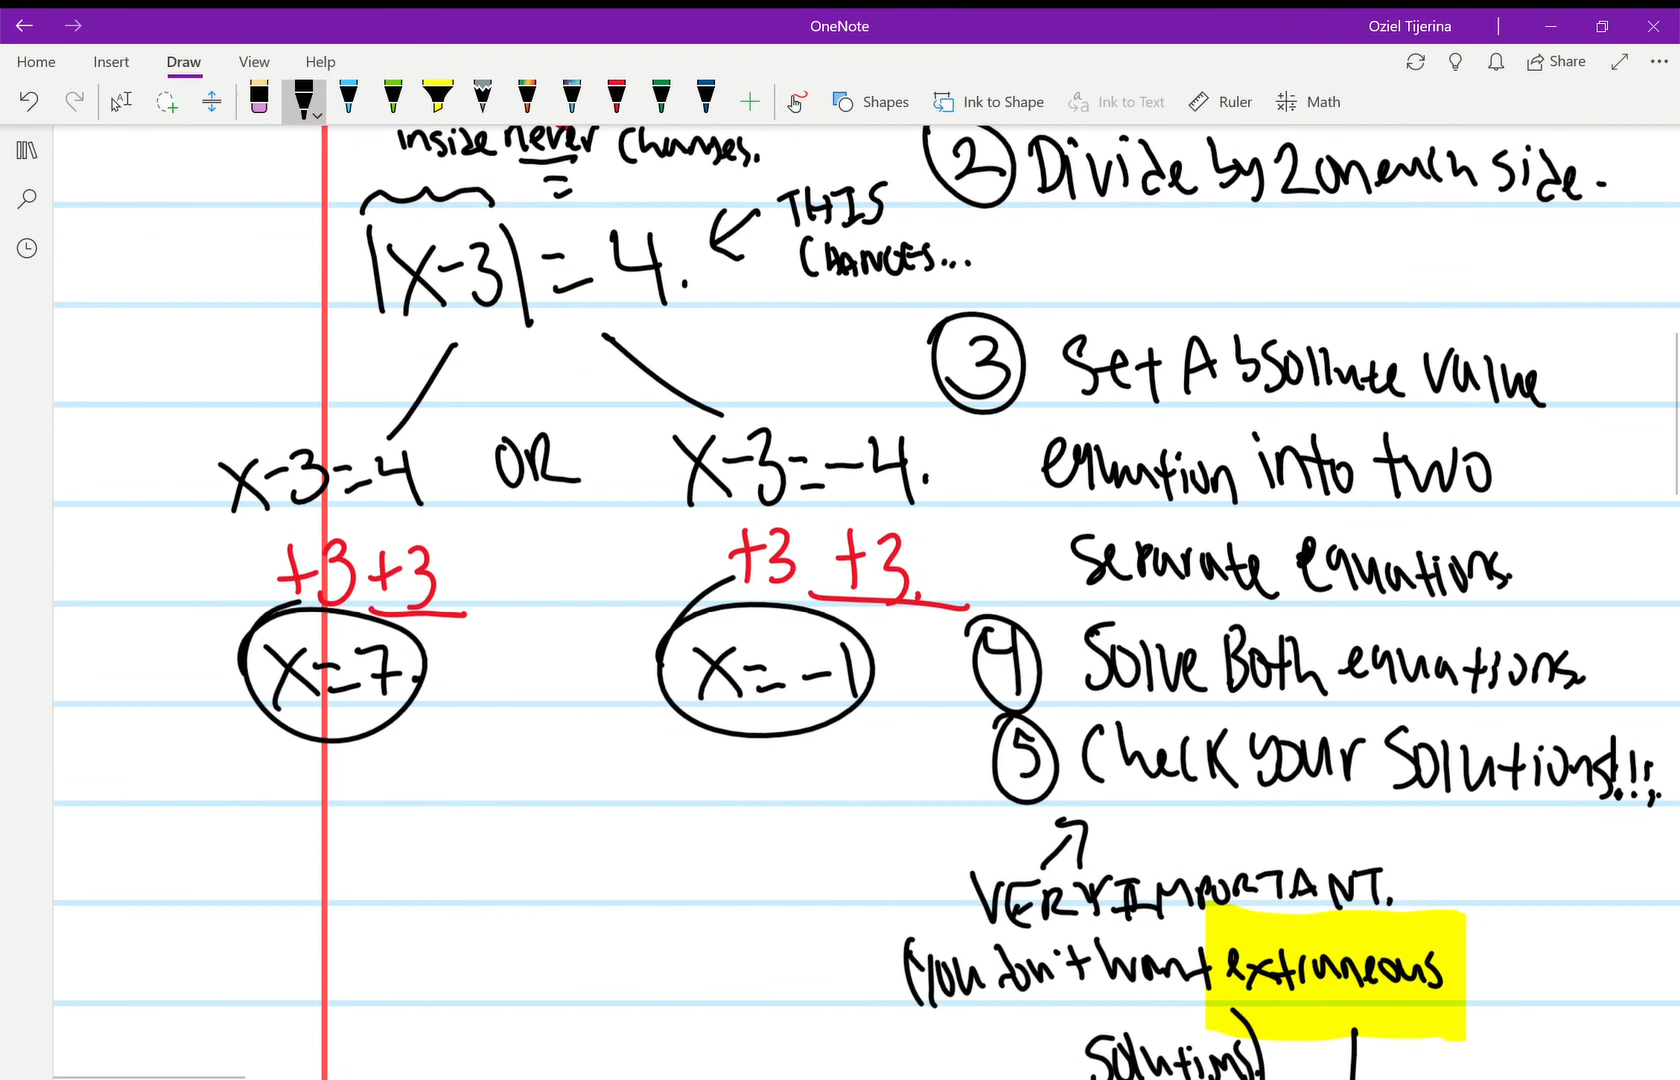 OneNote
Oziel Tijerina
Home Insert Draw View Help
Share
Shapes Ink to Shape Ink to Text Ruler Math
inside never changes.
|x-3| = 4.
THIS
CHANGES...
x-3=4 OR x-3=-4.
+3 +3 +3 +3.
x=7. x=-1
2 Divide by 2 on each side.
3 Set Absolute Value
equation into two
separate equations.
4 Solve Both equations.
5 Check your solutions!!!
VERY IMPORTANT.
(you don't want extraneous
solutions)